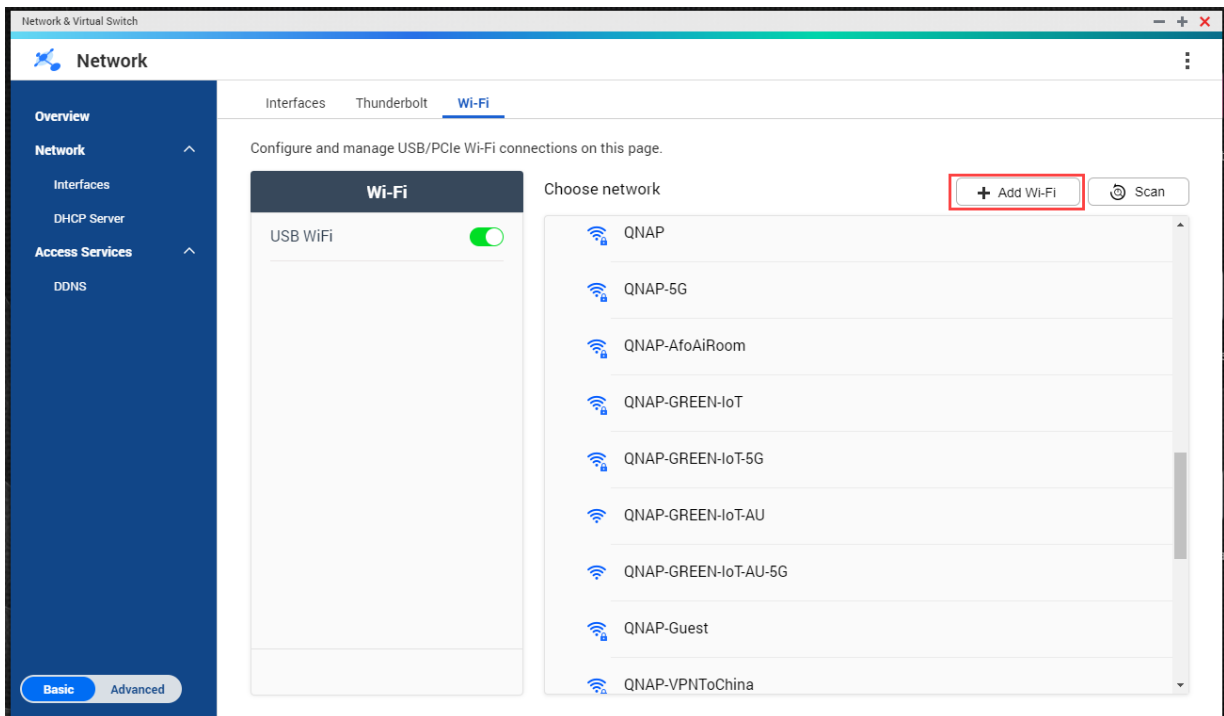 Network & Virtual Switch
Network
Overview
Network
Interfaces
DHCP Server
Access Services
DDNS
Basic Advanced
Interfaces Thunderbolt Wi-Fi
Configure and manage USB/PCIe Wi-Fi connections on this page.
Wi-Fi
USB WiFi
Choose network
+ Add Wi-Fi
Scan
QNAP
QNAP-5G
QNAP-AfoAiRoom
QNAP-GREEN-IoT
QNAP-GREEN-IoT-5G
QNAP-GREEN-IoT-AU
QNAP-GREEN-IoT-AU-5G
QNAP-Guest
QNAP-VPNToChina